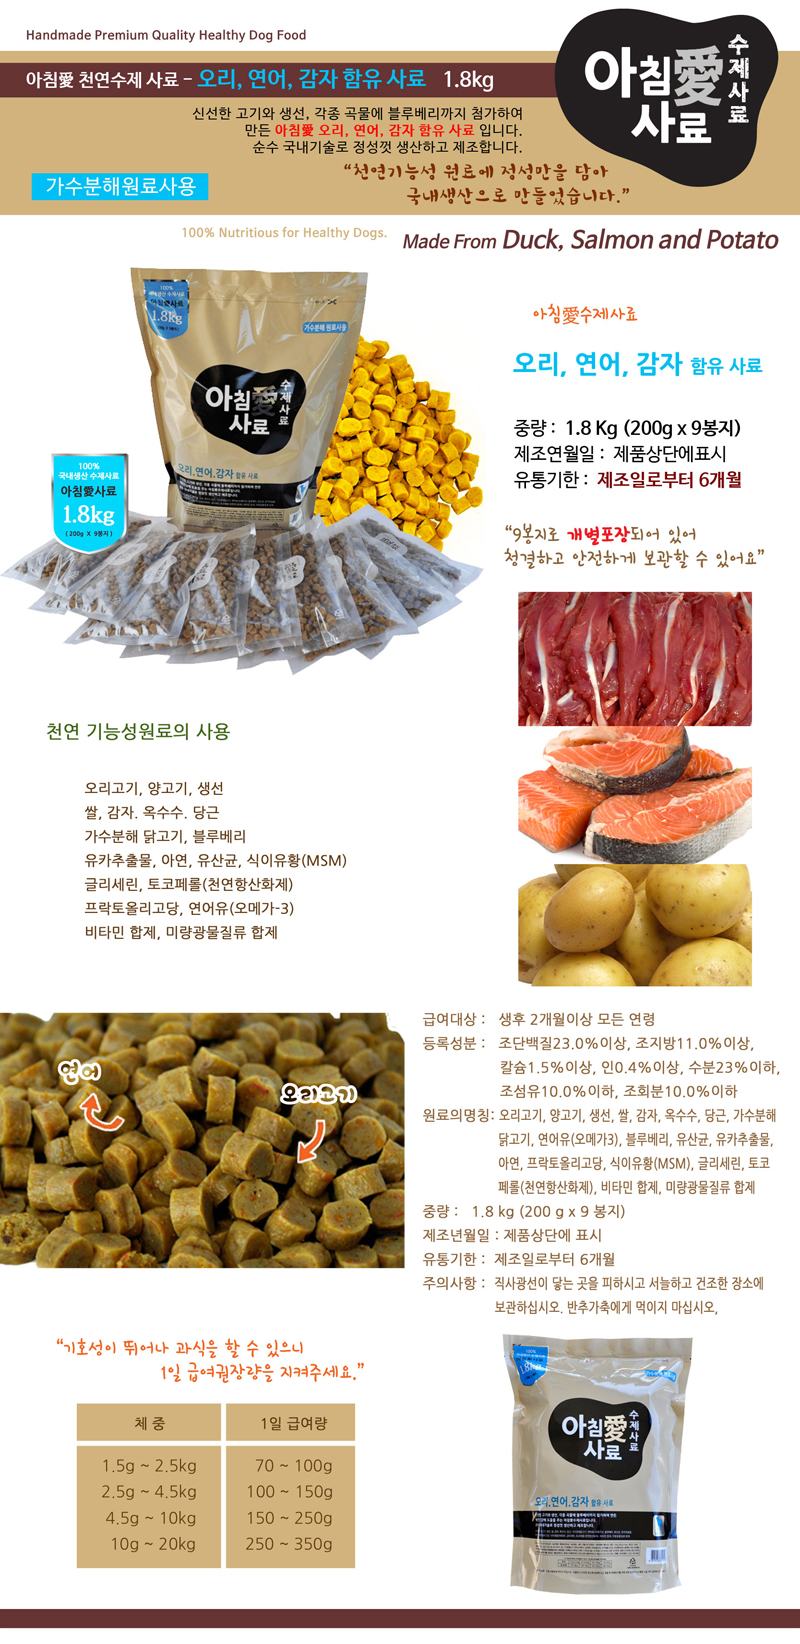 Handmade Premium Quality Healthy Dog Food
아침愛 천연수제 사료 - 오리, 연어, 감자 함유 사료 1.8kg
아침愛
사료
수제사료
신선한 고기와 생선, 각종 곡물에 블루베리까지 첨가하여
만든 아침愛 오리, 연어, 감자 함유 사료 입니다.
순수 국내기술로 정성껏 생산하고 제조합니다.
가수분해원료사용
“천연기능성 원료에 정성만을 담아
국내생산으로 만들었습니다.”
100% Nutritious for Healthy Dogs.
Made From Duck, Salmon and Potato
100%
아침愛사료
1.8kg
가수분해 원료사용
아침愛
사료
수제사료
오리.연어.감자 함유 사료
100%
국내생산 수제사료
아침愛사료
1.8kg
( 200g X 9봉지 )
아침愛수제사료
오리, 연어, 감자 함유 사료
중량 : 1.8 Kg (200g x 9봉지)
제조연월일 : 제품상단에표시
유통기한 : 제조일로부터 6개월
“9봉지로 개별포장되어 있어
청결하고 안전하게 보관할 수 있어요”
천연 기능성원료의 사용
오리고기, 양고기, 생선
쌀, 감자. 옥수수. 당근
가수분해 닭고기, 블루베리
유카추출물, 아연, 유산균, 식이유황(MSM)
글리세린, 토코페롤(천연항산화제)
프락토올리고당, 연어유(오메가-3)
비타민 합제, 미량광물질류 합제
연어
오리고기
급여대상 : 생후 2개월이상 모든 연령
등록성분 : 조단백질23.0%이상, 조지방11.0%이상,
칼슘1.5%이상, 인0.4%이상, 수분23%이하,
조섬유10.0%이하, 조회분10.0%이하
원료의명칭: 오리고기, 양고기, 생선, 쌀, 감자, 옥수수, 당근, 가수분해
닭고기, 연어유(오메가3), 블루베리, 유산균, 유카추출물,
아연, 프락토올리고당, 식이유황(MSM), 글리세린, 토코
페롤(천연항산화제), 비타민 합제, 미량광물질류 합제
중량 : 1.8 kg (200 g x 9 봉지)
제조년월일 : 제품상단에 표시
유통기한 : 제조일로부터 6개월
주의사항 : 직사광선이 닿는 곳을 피하시고 서늘하고 건조한 장소에
보관하십시오. 반추가축에게 먹이지 마십시오,
“기호성이 뛰어나 과식을 할 수 있으니
1일 급여권장량을 지켜주세요.”
체 중 1일 급여량
1.5g ~ 2.5kg 70 ~ 100g
2.5g ~ 4.5kg 100 ~ 150g
4.5g ~ 10kg 150 ~ 250g
10g ~ 20kg 250 ~ 350g
100%
1.8kg
아침愛
사료
수제사료
오리.연어.감자 함유 사료